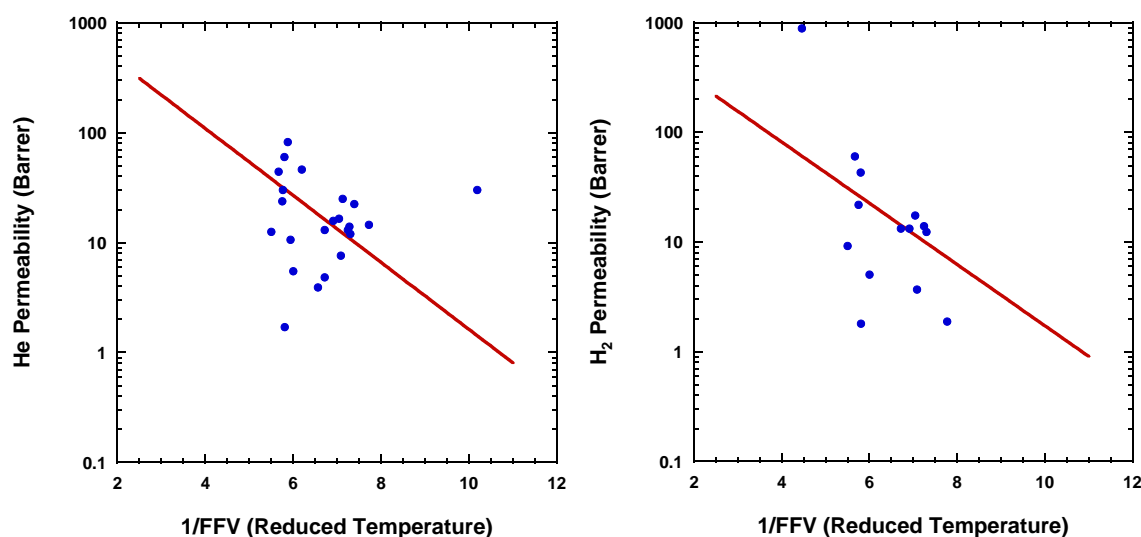 He Permeability (Barrer)
1000
100
10
1
0.1
2 4 6 8 10 12
1/FFV (Reduced Temperature)
H₂ Permeability (Barrer)
1000
100
10
1
0.1
2 4 6 8 10 12
1/FFV (Reduced Temperature)